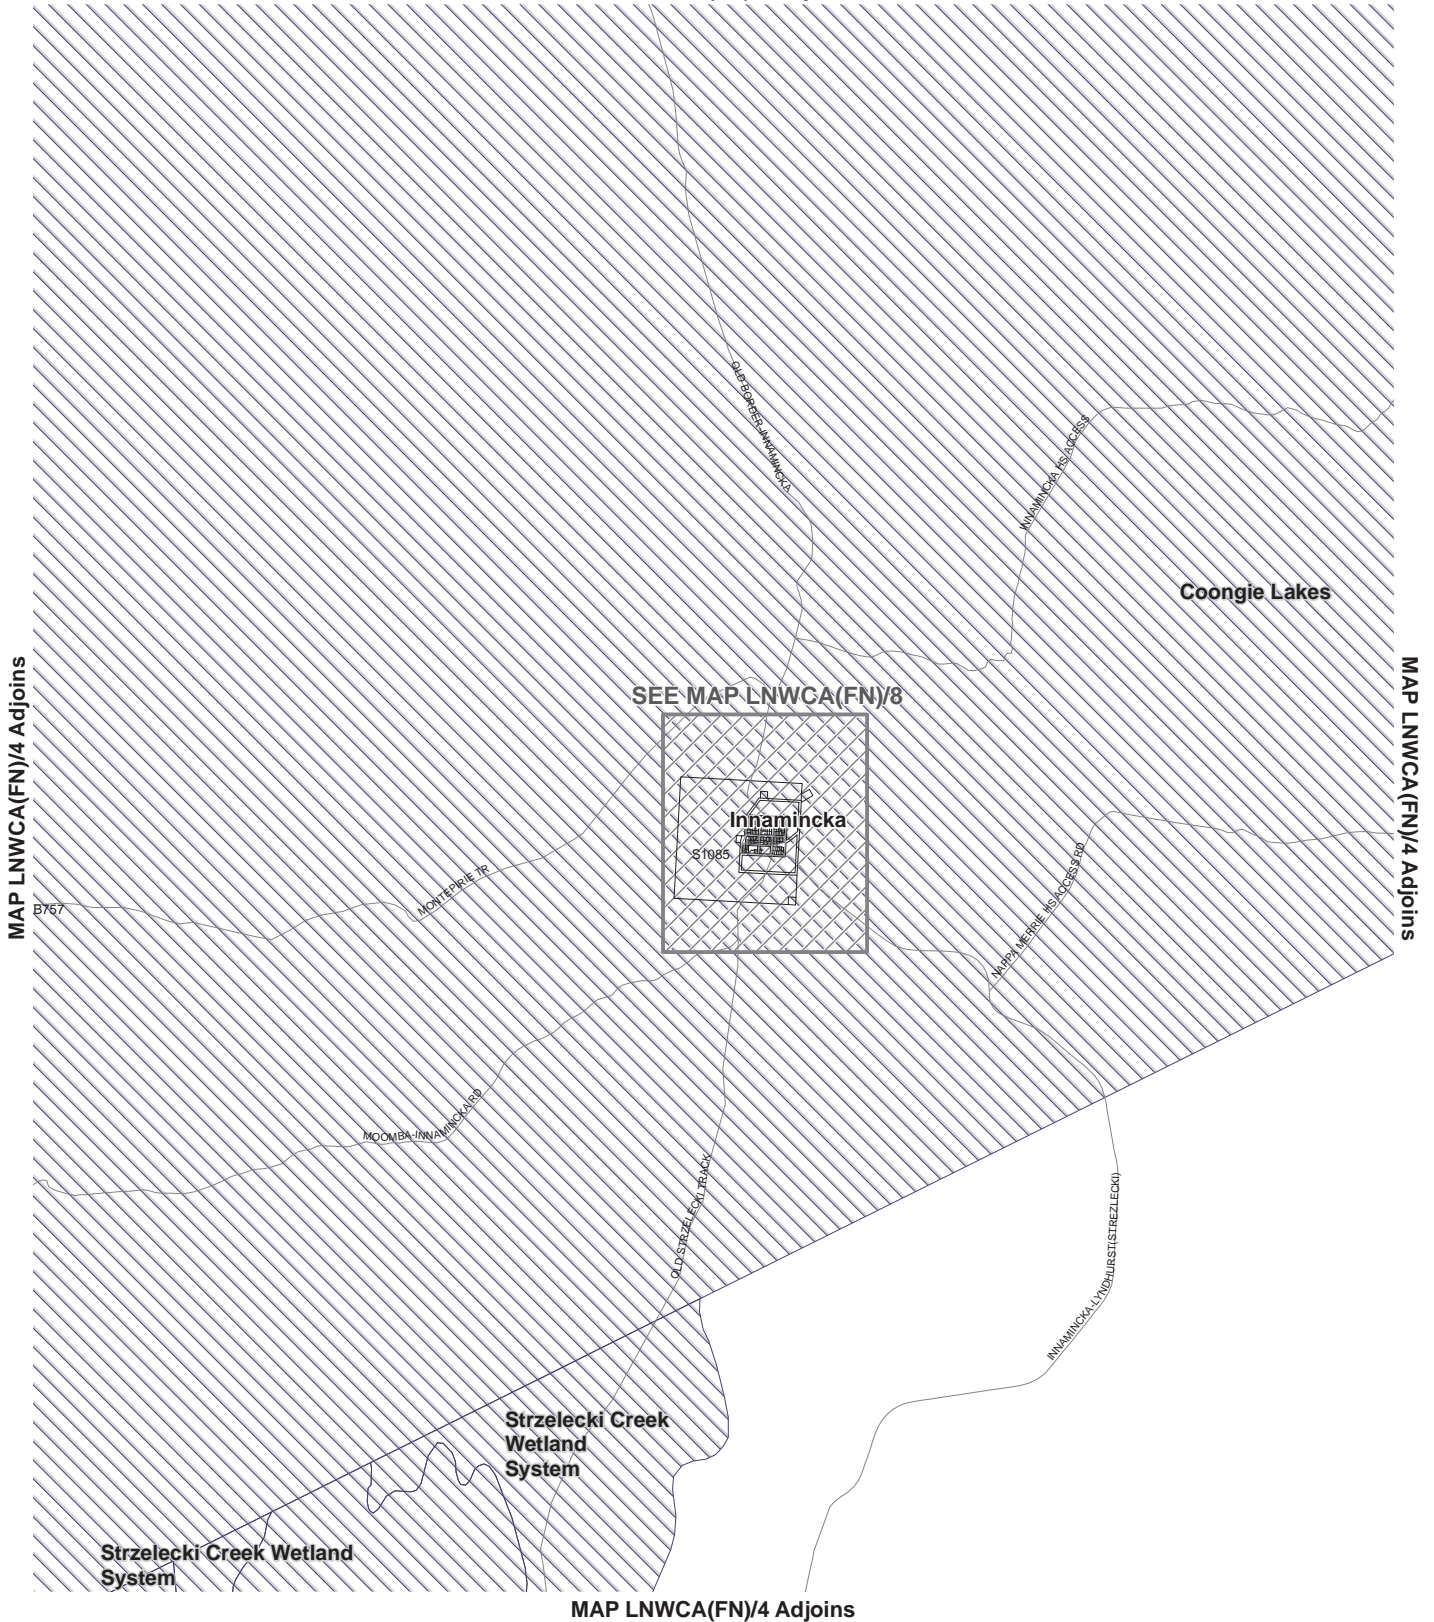 QLD BORDER-INNAMINCKA
INNAMINCKA HS ACCESS
Coongie Lakes
MAP LNWCA(FN)/4 Adjoins
MAP LNWCA(FN)/4 Adjoins
SEE MAP LNWCA(FN)/8
Innamincka
S1085
NAPPA MERRIE HS ACCESS RD
MONTEPIRIE TR
B757
MOOMBA-INNAMINCKA RD
OLD STRZELECKI TRACK
INNAMINCKA-LYNDHURST(STREZLECKI)
Strzelecki Creek
Wetland
System
Strzelecki Creek Wetland
System
MAP LNWCA(FN)/4 Adjoins